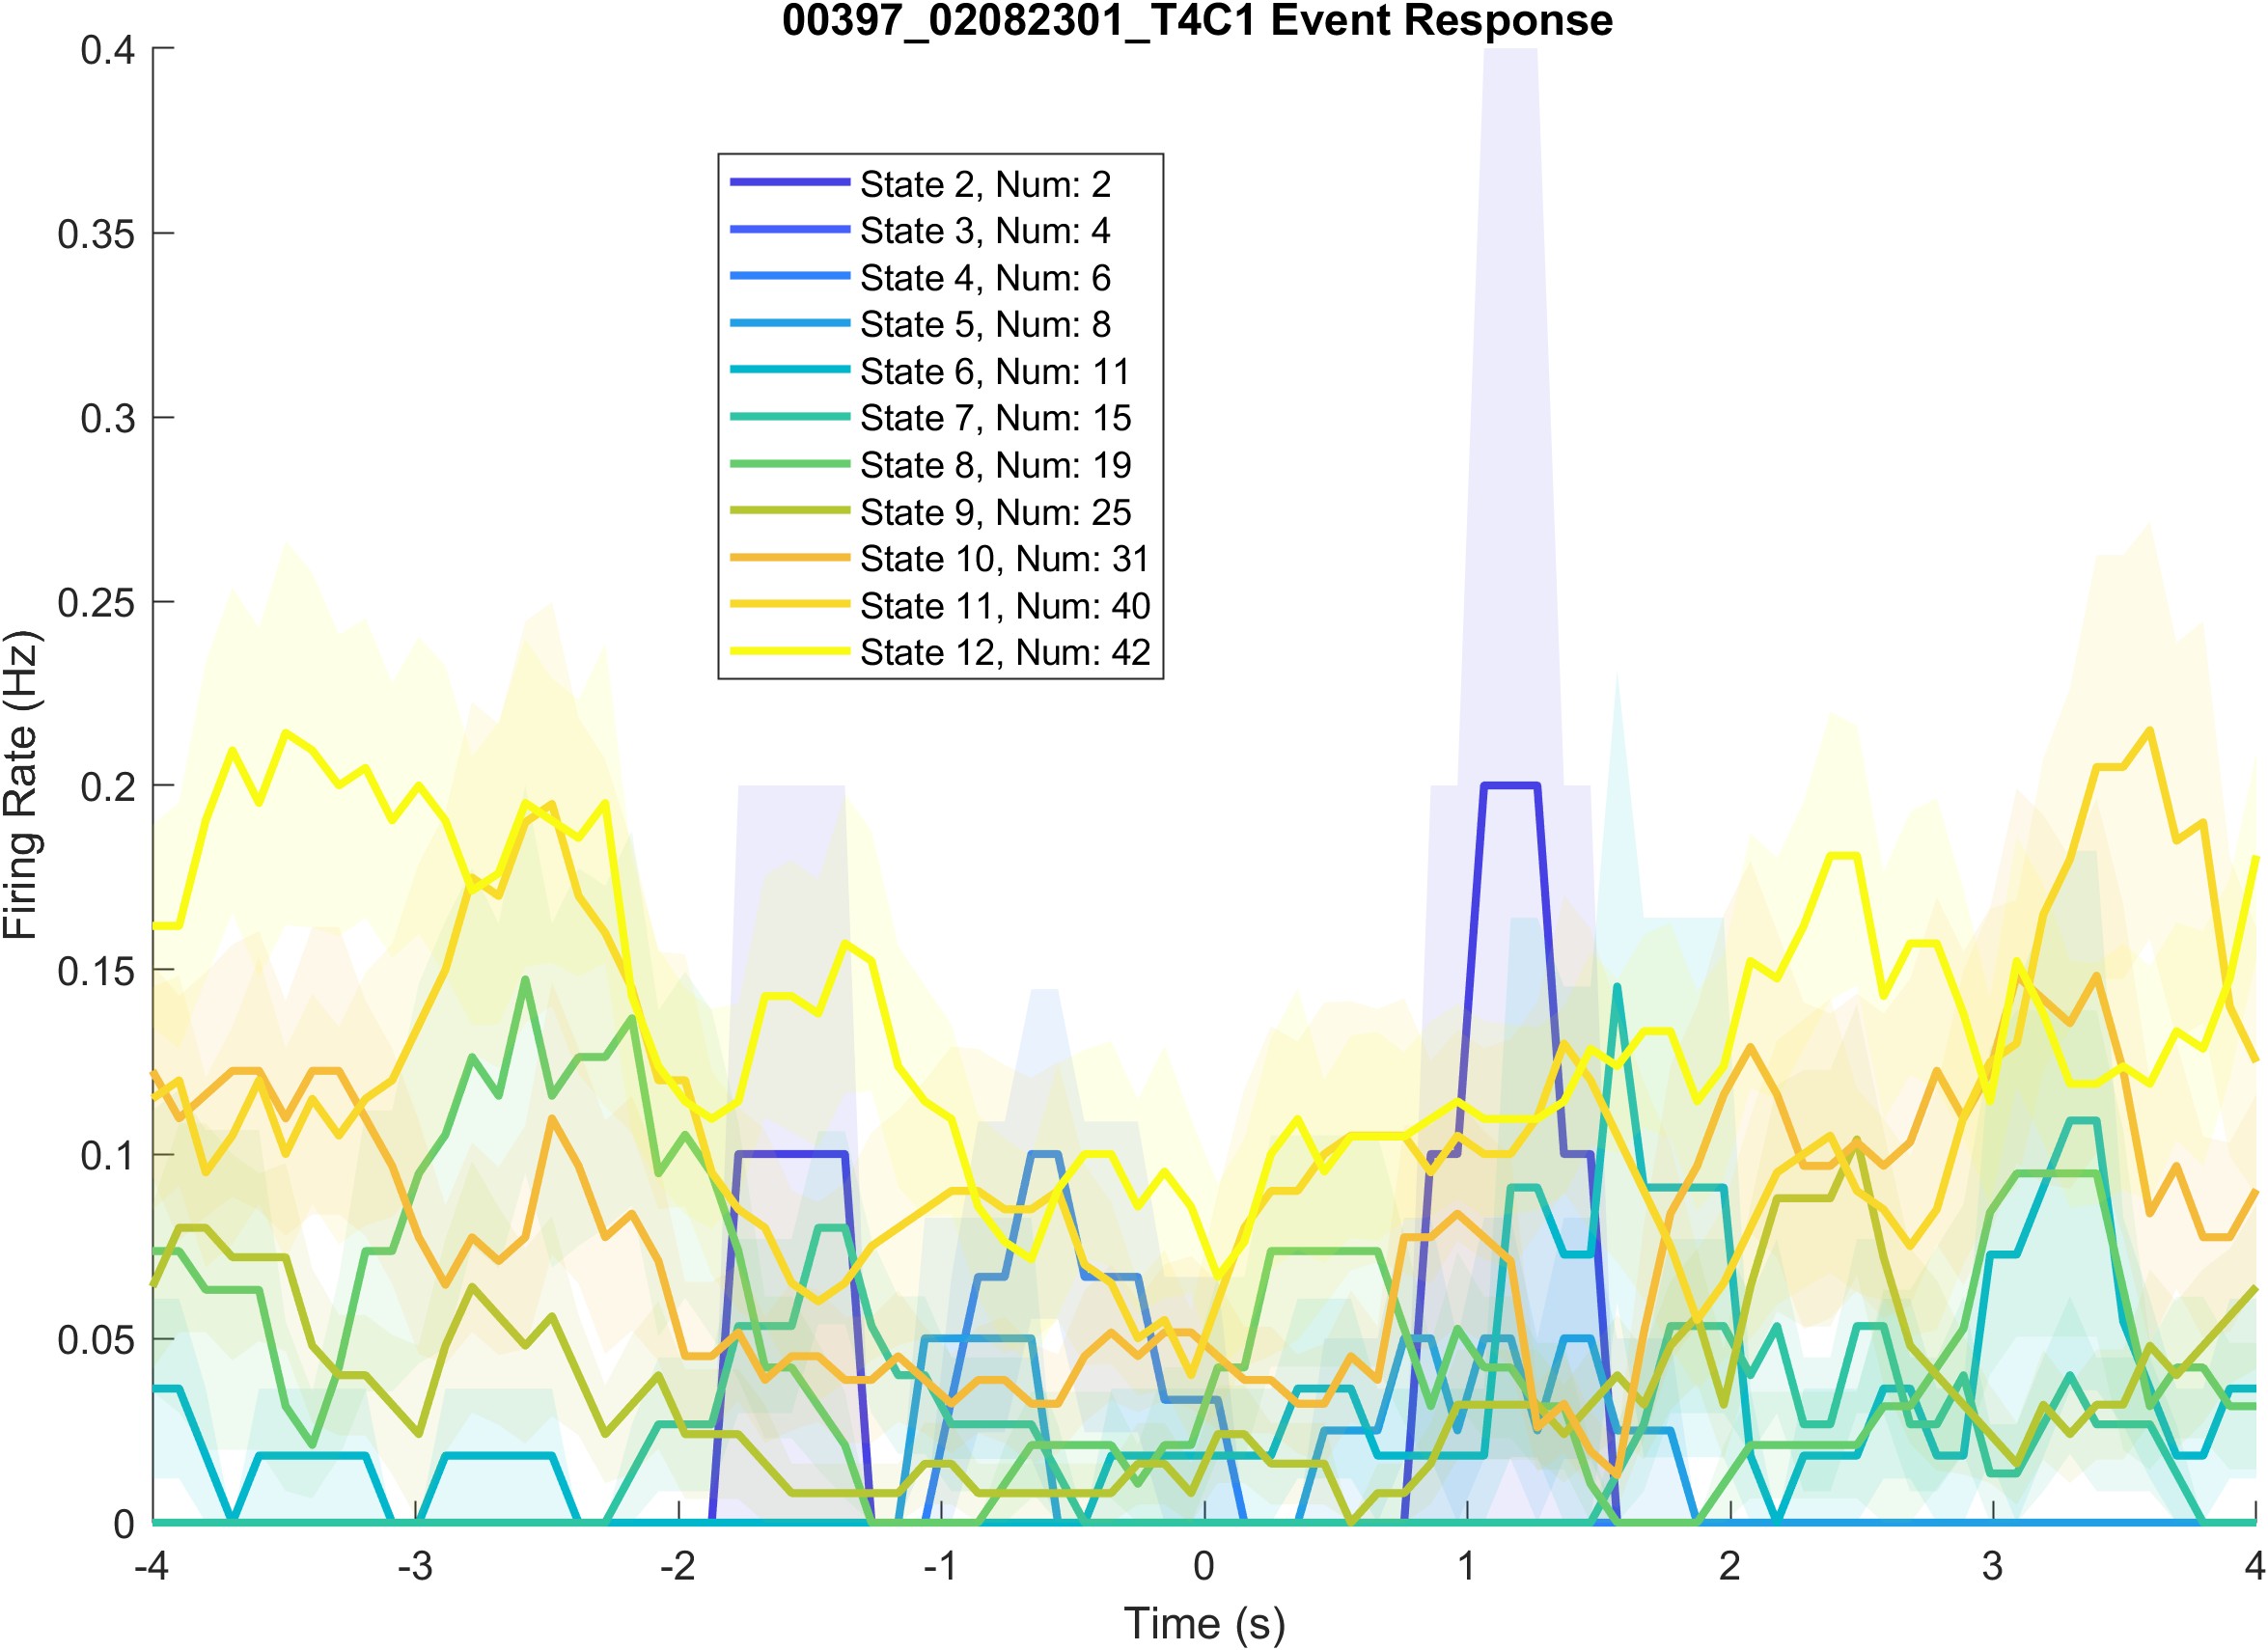 00397_02082301_T4C1 Event Response
0.4
0.35
0.3
0.25
0.2
0.15
0.1
0.05
0
Firing Rate (Hz)
State 2, Num: 2
State 3, Num: 4
State 4, Num: 6
State 5, Num: 8
State 6, Num: 11
State 7, Num: 15
State 8, Num: 19
State 9, Num: 25
State 10, Num: 31
State 11, Num: 40
State 12, Num: 42
-4 -3 -2 -1 0 1 2 3 4
Time (s)